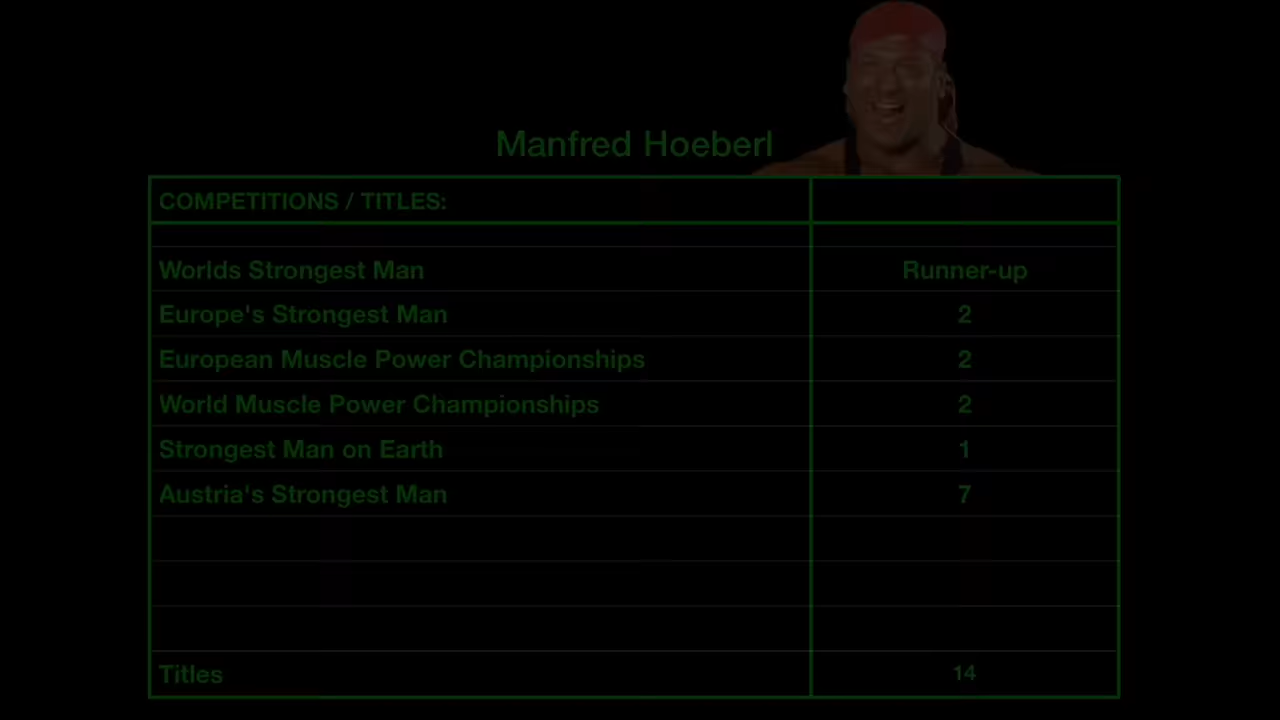 Manfred Hoeberl
COMPETITIONS / TITLES:
Worlds Strongest Man Runner-up
Europe's Strongest Man 2
European Muscle Power Championships 2
World Muscle Power Championships 2
Strongest Man on Earth 1
Austria's Strongest Man 7
Titles 14